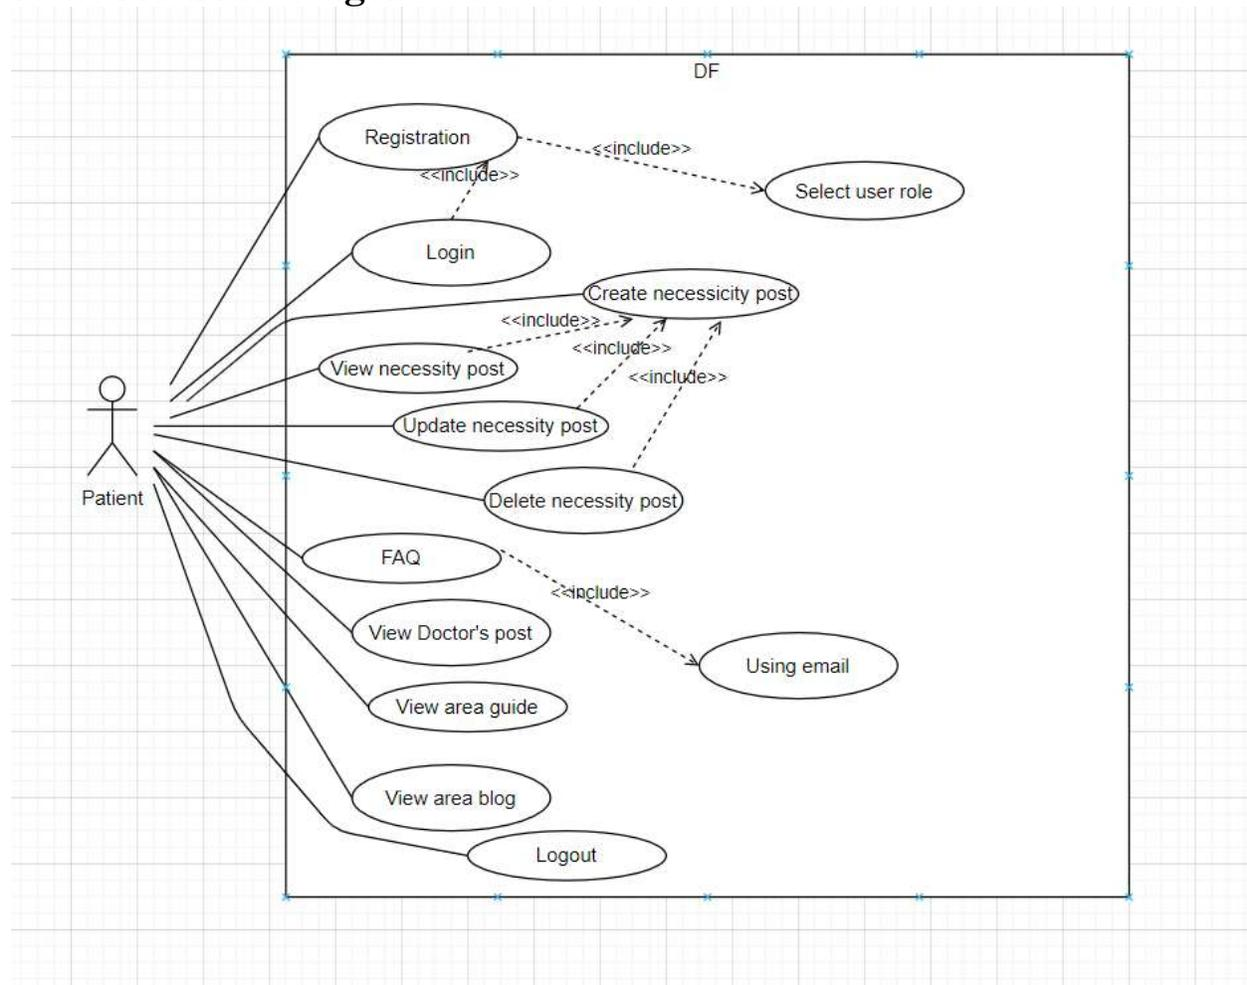 DF
Registration
<<include>>
<<include>>
Select user role
Login
Create necessicity post
<<include>>
<<include>>
View necessity post
<<include>>
Update necessity post
Patient
Delete necessity post
FAQ
<<include>>
View Doctor's post
Using email
View area guide
View area blog
Logout